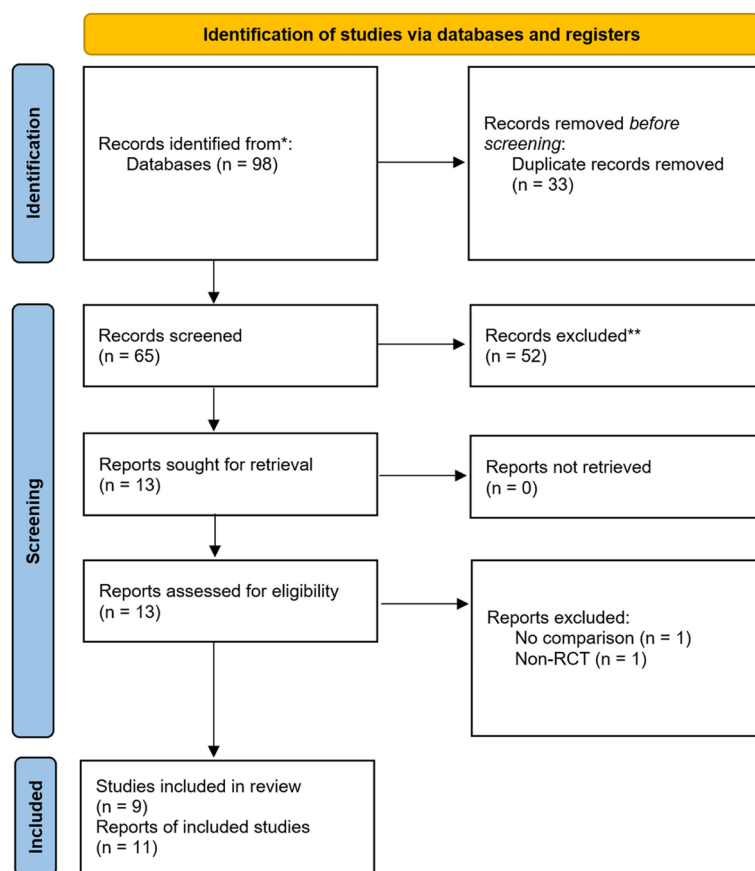 Identification of studies via databases and registers
Identification
Records identified from*:
Databases (n = 98)
Records removed before
screening:
Duplicate records removed
(n = 33)
Screening
Records screened
(n = 65)
Records excluded**
(n = 52)
Reports sought for retrieval
(n = 13)
Reports not retrieved
(n = 0)
Reports assessed for eligibility
(n = 13)
Reports excluded:
No comparison (n = 1)
Non-RCT (n = 1)
Included
Studies included in review
(n = 9)
Reports of included studies
(n = 11)